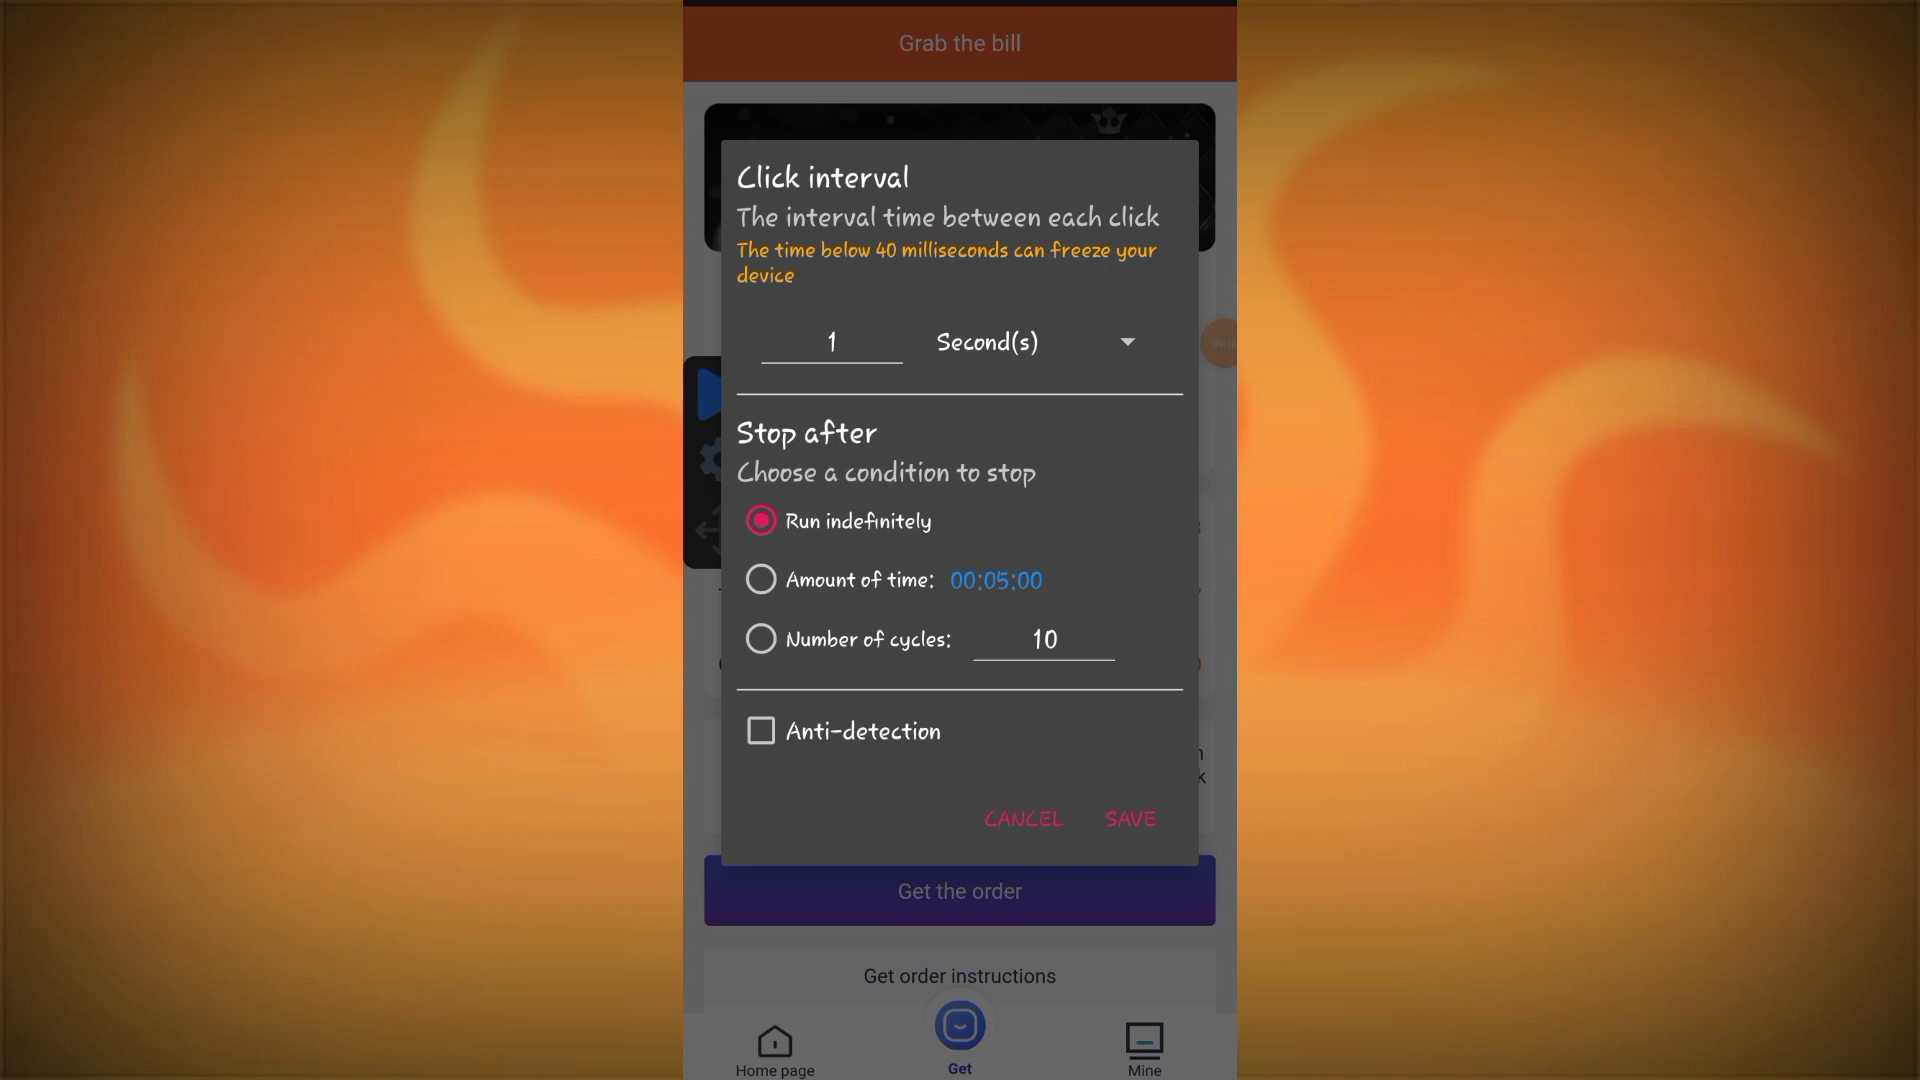 Grab the bill
Click interval
The interval time between each click
The time below 40 milliseconds can freeze your
device
1 Second(s)
Stop after
Choose a condition to stop
Run indefinitely
Amount of time: 00:05:00
Number of cycles: 10
Anti-detection
CANCEL SAVE
Get the order
Get order instructions
Home page Get Mine